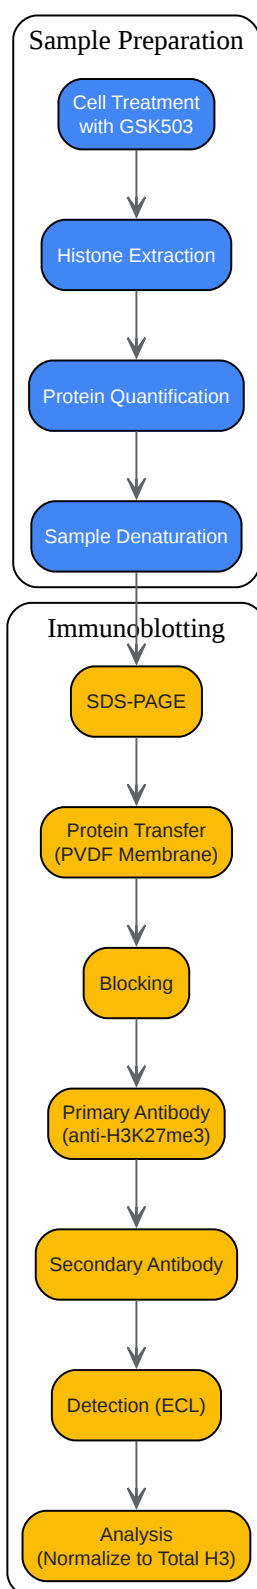 Sample Preparation
Cell Treatment
with GSK503
Histone Extraction
Protein Quantification
Sample Denaturation
Immunoblotting
SDS-PAGE
Protein Transfer
(PVDF Membrane)
Blocking
Primary Antibody
(anti-H3K27me3)
Secondary Antibody
Detection (ECL)
Analysis
(Normalize to Total H3)